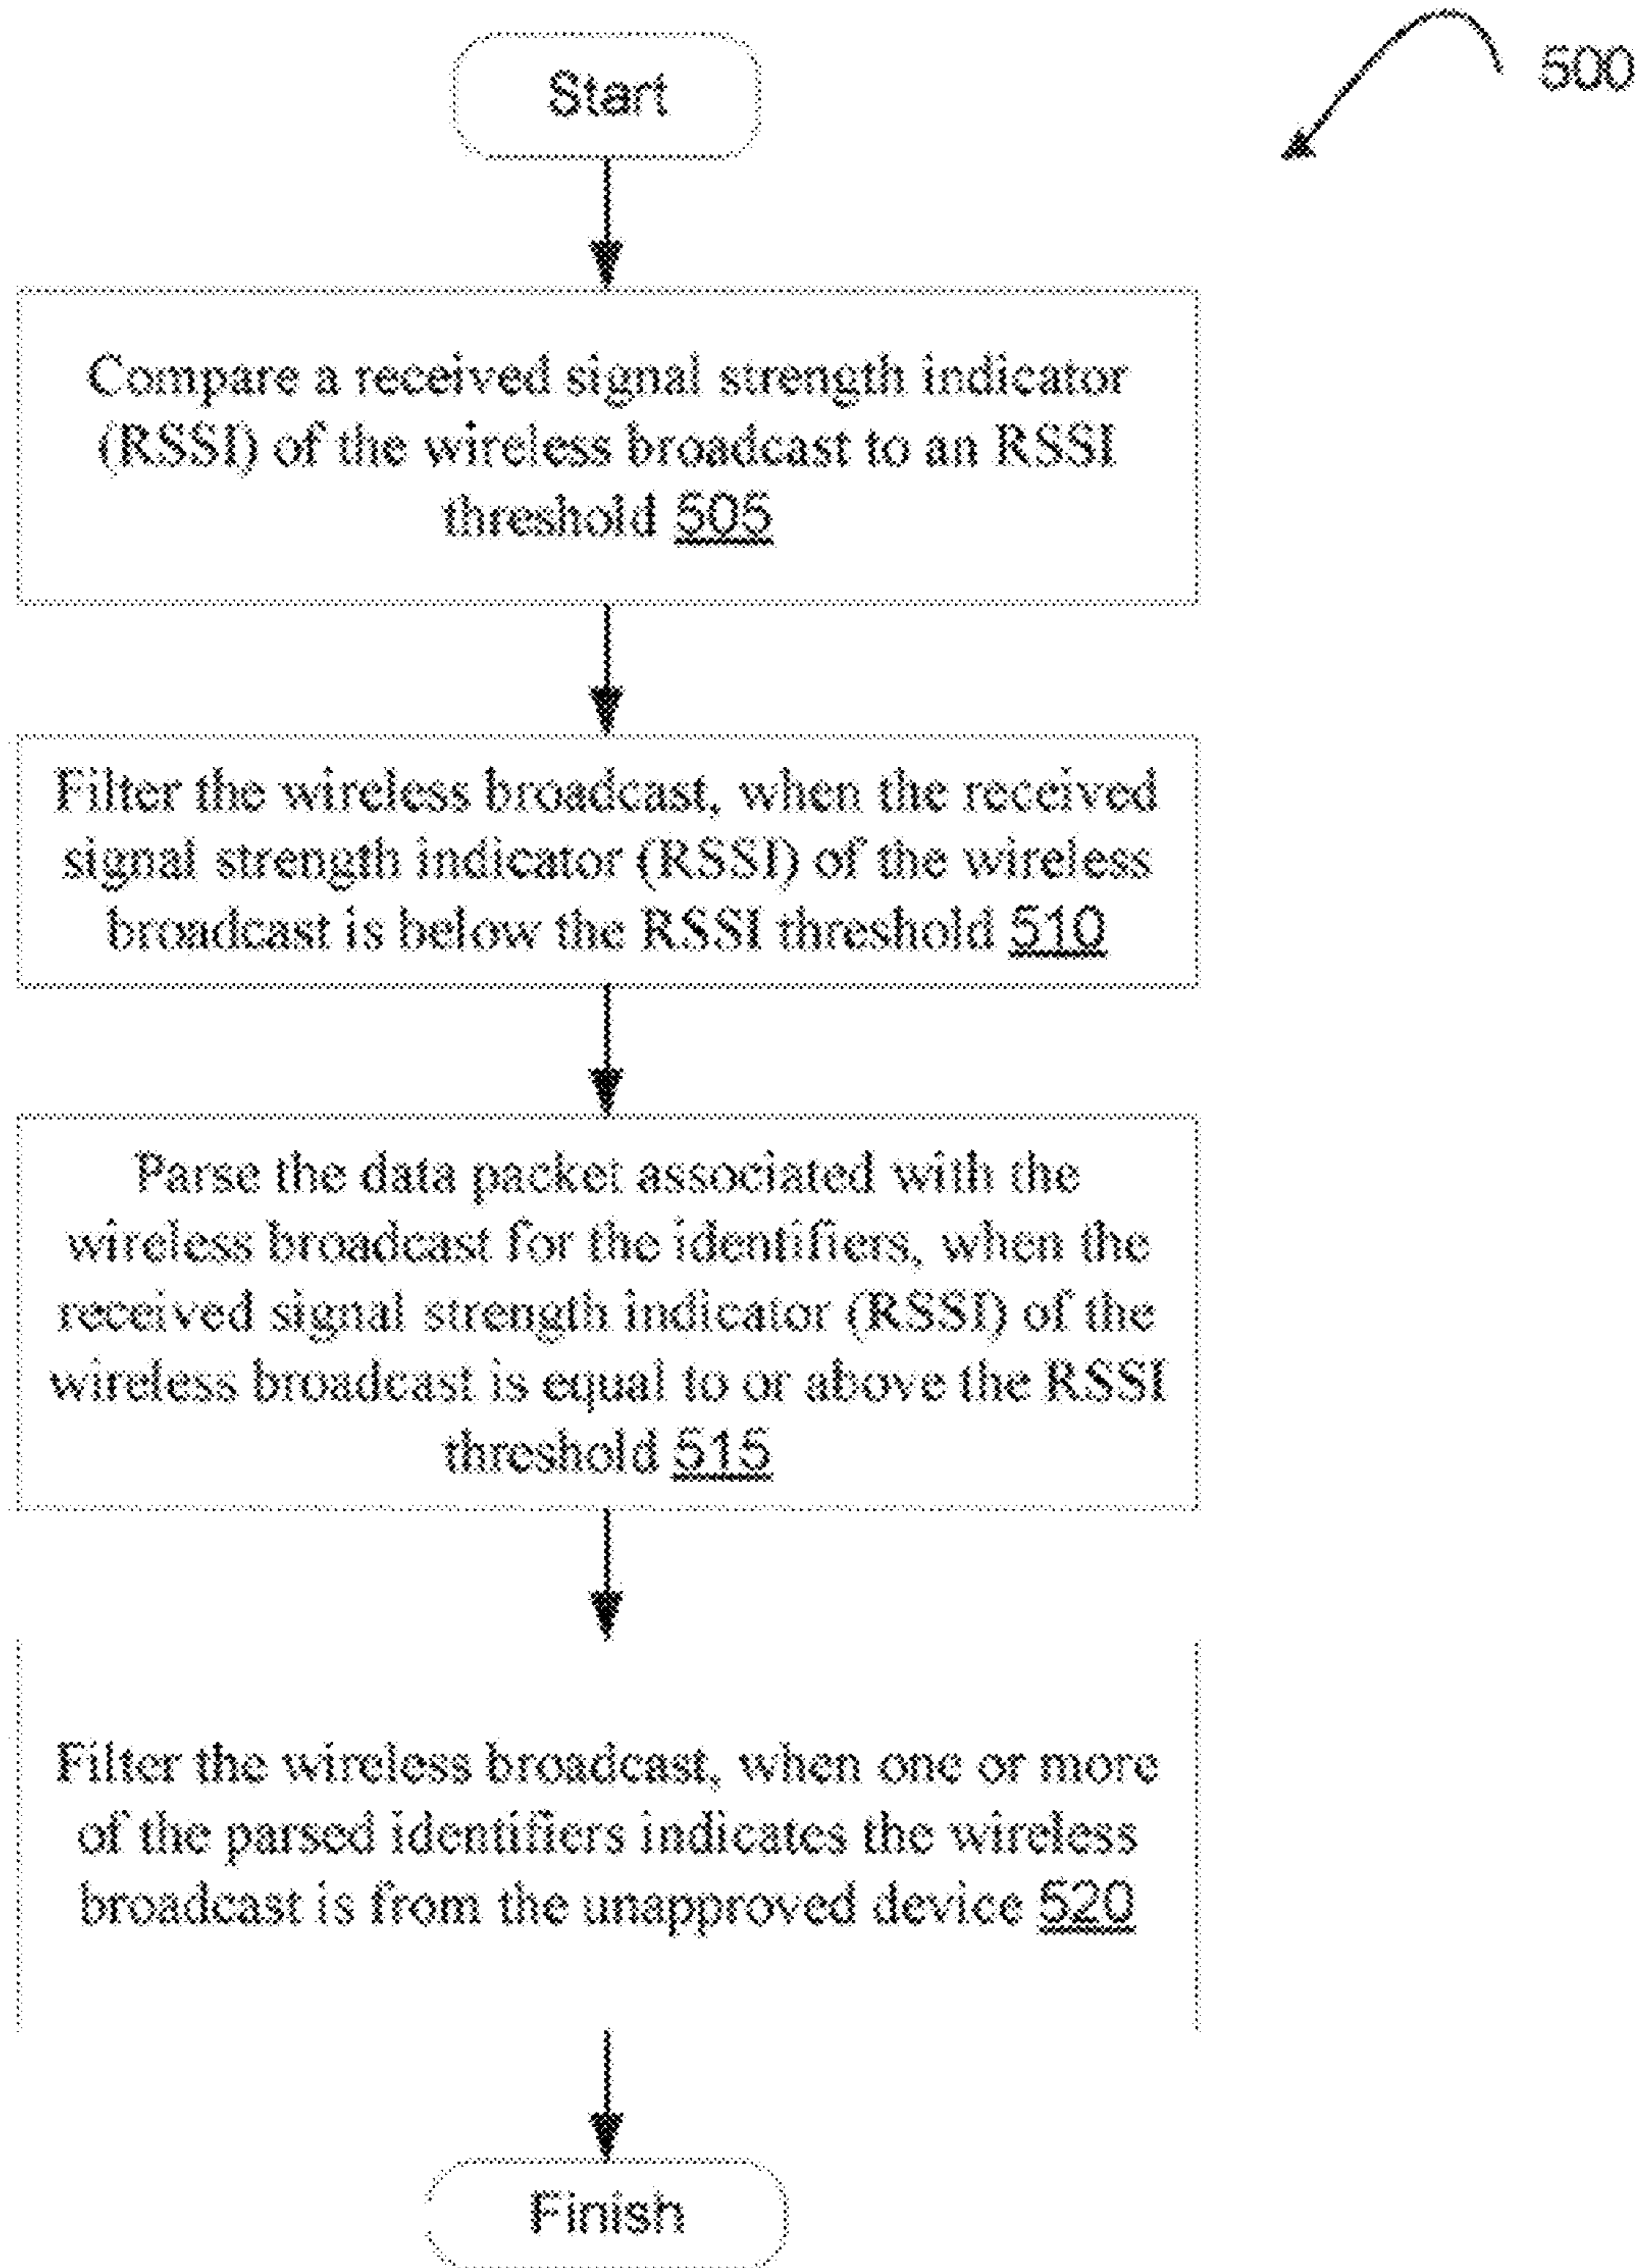 500
Start
Compare a received signal strength indicator
(RSSI) of the wireless broadcast to an RSSI
threshold 505
Filter the wireless broadcast, when the received
signal strength indicator (RSSI) of the wireless
broadcast is below the RSSI threshold 510
Parse the data packet associated with the
wireless broadcast for the identifiers, when the
received signal strength indicator (RSSI) of the
wireless broadcast is equal to or above the RSSI
threshold 515
Filter the wireless broadcast, when one or more
of the parsed identifiers indicates the wireless
broadcast is from the unapproved device 520
Finish